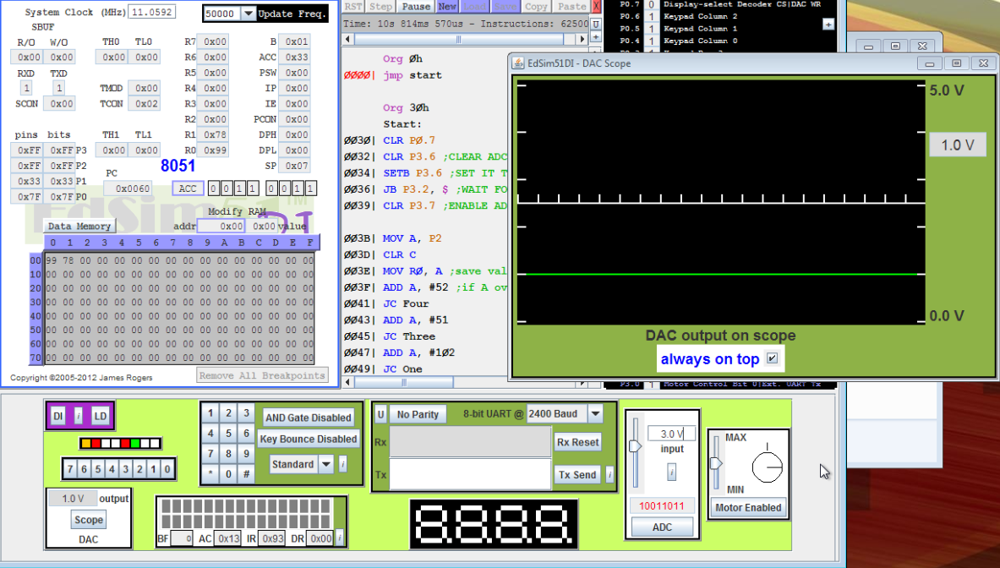 System Clock (MHz) 11.0592
50000 Update Freq.
SBUF
R/O W/O TH0 TL0 R7 0x00 B 0x01
0x00 0x00 0x00 0x00 R6 0x00 ACC 0x33
RXD TXD R5 0x00 PSW 0x00
1 1 TMOD 0x00 R4 0x00 IP 0x00
SCON 0x00 TCON 0x02 R3 0x00 IE 0x00
R2 0x00 PCON 0x00
pins bits TH1 TL1 R1 0x78 DPH 0x00
0xFF 0xFF P3 0x00 0x00 R0 0x99 DPL 0x00
0xFF 0xFF P2 PC 8051 SP 0x07
0x33 0x33 P1 0x0060 ACC 0 0 1 1 0 0 1 1
0x7F 0x7F P0
EdSim51 DI
TM
Modify RAM
Data Memory addr 0x00 0x00 value
0 1 2 3 4 5 6 7 8 9 A B C D E F
00 99 78 00 00 00 00 00 00 00 00 00 00 00 00 00 00
10 00 00 00 00 00 00 00 00 00 00 00 00 00 00 00 00
20 00 00 00 00 00 00 00 00 00 00 00 00 00 00 00 00
30 00 00 00 00 00 00 00 00 00 00 00 00 00 00 00 00
40 00 00 00 00 00 00 00 00 00 00 00 00 00 00 00 00
50 00 00 00 00 00 00 00 00 00 00 00 00 00 00 00 00
60 00 00 00 00 00 00 00 00 00 00 00 00 00 00 00 00
70 00 00 00 00 00 00 00 00 00 00 00 00 00 00 00 00
Copyright ©2005-2012 James Rogers Remove All Breakpoints
RST Step Pause New Load Save Copy Paste X
Time: 10s 814ms 570us - Instructions: 62500 U
+
Org 0h
0000| jmp start
Org 30h
Start:
0030| CLR P0.7
0032| CLR P3.6 ;CLEAR ADC
0034| SETB P3.6 ;SET IT T
0036| JB P3.2, $ ;WAIT FO
0039| CLR P3.7 ;ENABLE AD
003B| MOV A, P2
003D| CLR C
003E| MOV R0, A ;save val
003F| ADD A, #52 ;if A ov
0041| JC Four
0043| ADD A, #51
0045| JC Three
0047| ADD A, #102
0049| JC One
P0.7 0 Display-select Decoder CS|DAC WR
P0.6 1 Keypad Column 2
P0.5 1 Keypad Column 1
P0.4 1 Keypad Column 0
+
EdSim51DI - DAC Scope
5.0 V
1.0 V
0.0 V
DAC output on scope
always on top
P3.0 1 Motor Control Bit 0|Ext. UART Tx
DI i LD
7 6 5 4 3 2 1 0
1.0 V output
Scope
DAC
1 2 3
4 5 6
7 8 9
* 0 #
AND Gate Disabled
Key Bounce Disabled
Standard i
BF 0 AC 0x13 IR 0x93 DR 0x00 i
U No Parity 8-bit UART @ 2400 Baud
Rx Rx Reset
Tx Tx Send i
8.8.8.8.
3.0 V
input
i
10011011
ADC
MAX
MIN
Motor Enabled